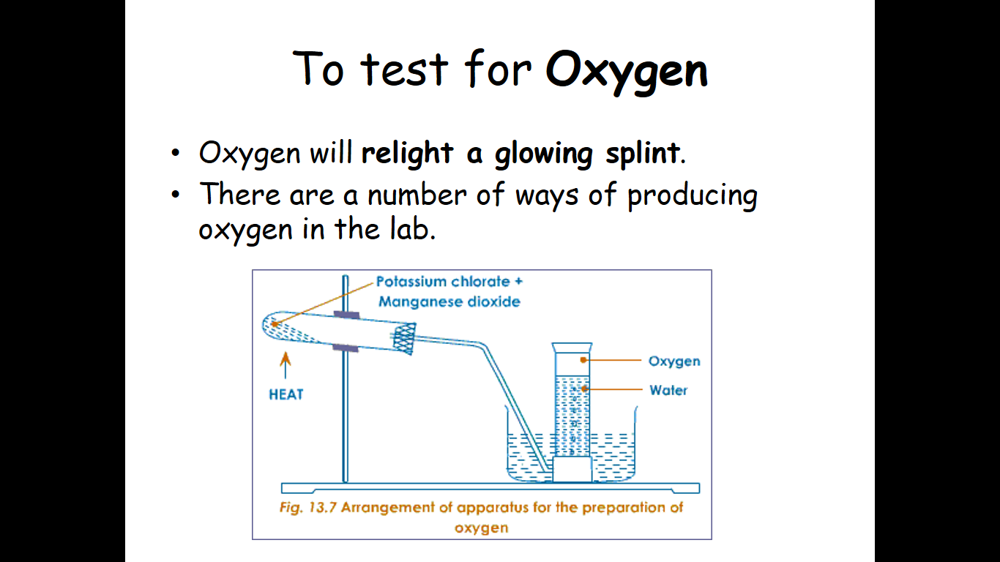 To test for Oxygen
• Oxygen will relight a glowing splint.
• There are a number of ways of producing
oxygen in the lab.
Potassium chlorate +
Manganese dioxide
HEAT
Oxygen
Water
Fig. 13.7 Arrangement of apparatus for the preparation of
oxygen